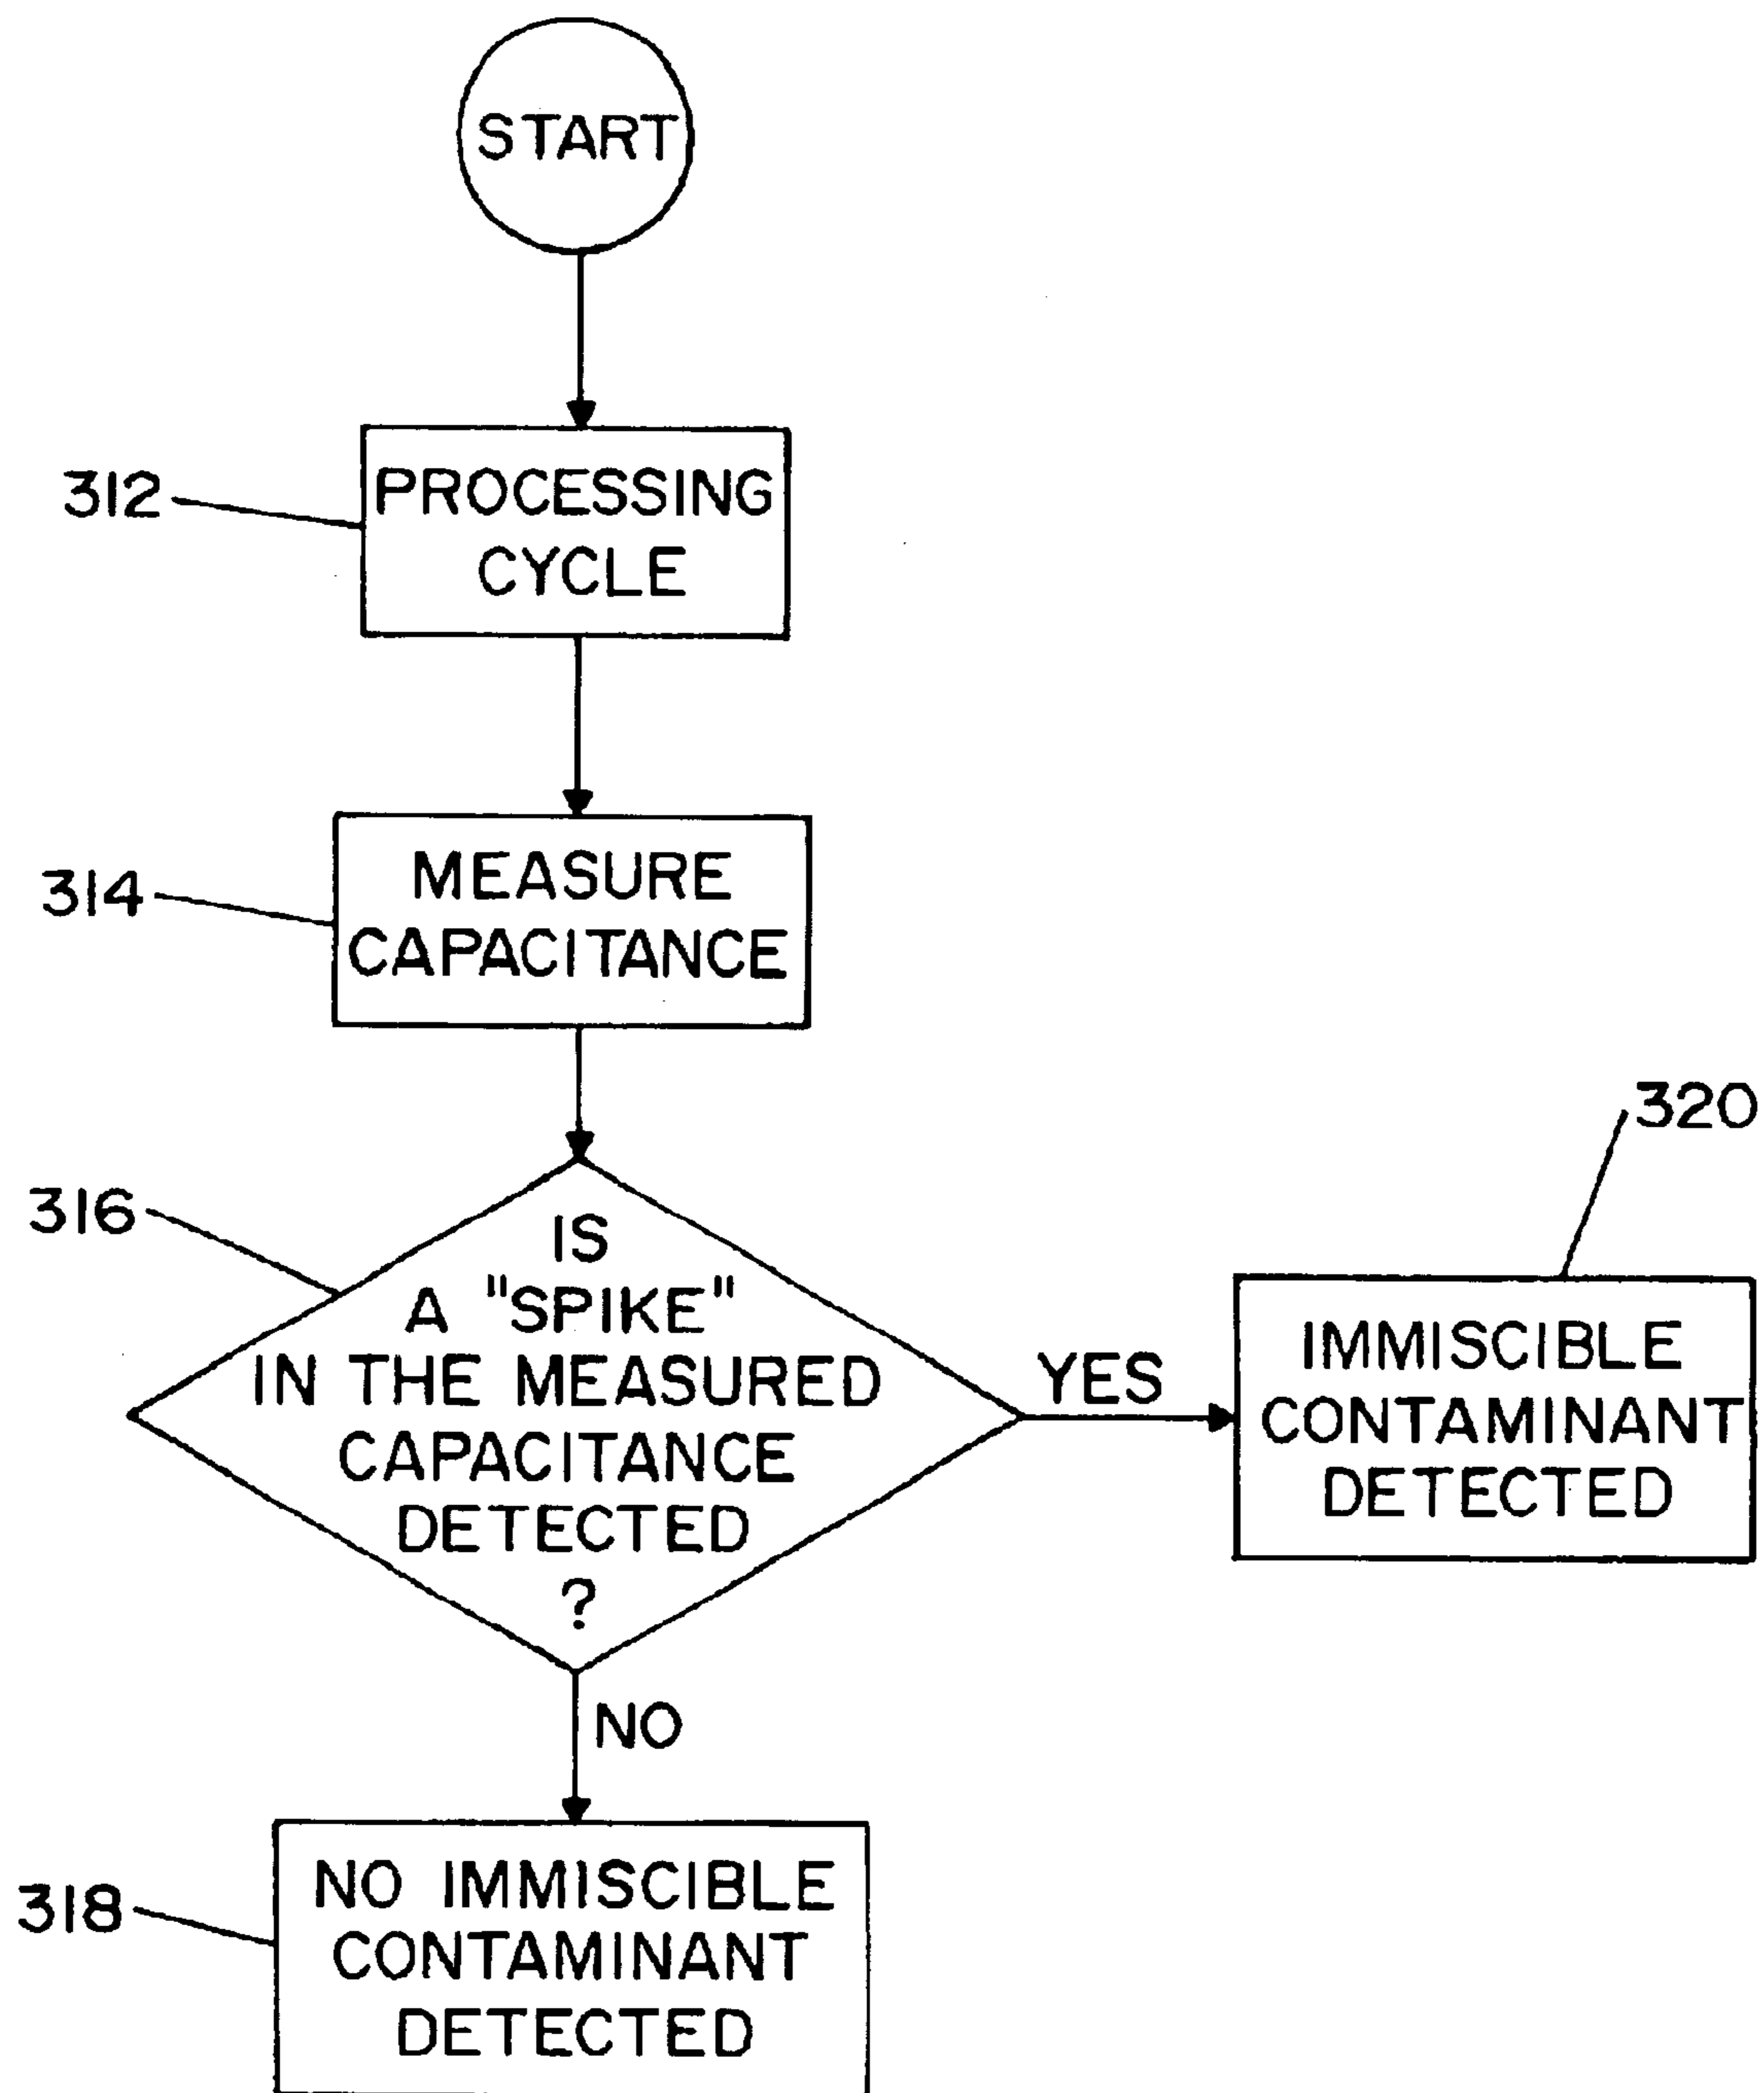 START
312
PROCESSING
CYCLE
314
MEASURE
CAPACITANCE
316
IS
A "SPIKE"
IN THE MEASURED
CAPACITANCE
DETECTED
?
YES
320
IMMISCIBLE
CONTAMINANT
DETECTED
NO
318
NO IMMISCIBLE
CONTAMINANT
DETECTED